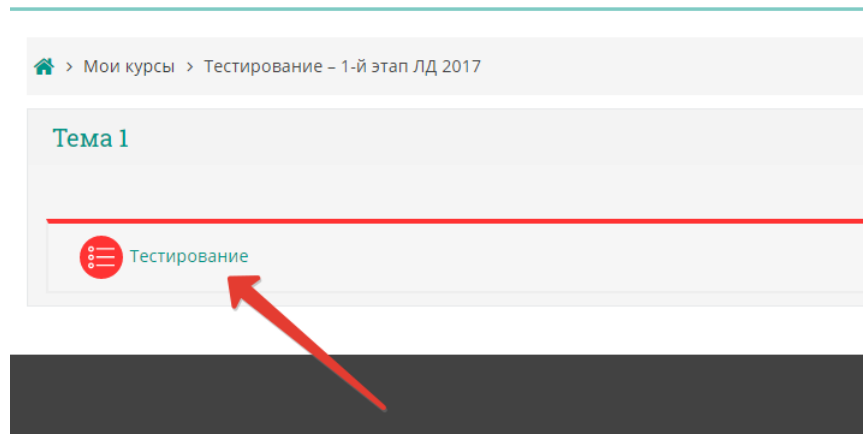 > Мои курсы > Тестирование – 1-й этап ЛД 2017
Тема 1
Тестирование